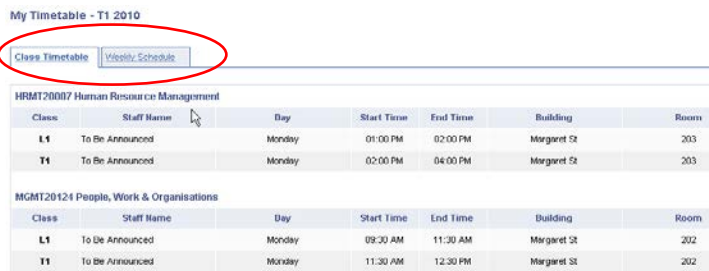 My Timetable - T1 2010
Class Timetable Weekly Schedule
HRMT20007 Human Resource Management
Class Staff Name Day Start Time End Time Building Room
L1 To Be Announced Monday 01:00 PM 02:00 PM Margaret St 203
T1 To Be Announced Monday 02:00 PM 04:00 PM Margaret St 203
MGMT20124 People, Work & Organisations
Class Staff Name Day Start Time End Time Building Room
L1 To Be Announced Monday 09:30 AM 11:30 AM Margaret St 202
T1 To Be Announced Monday 11:30 AM 12:30 PM Margaret St 202